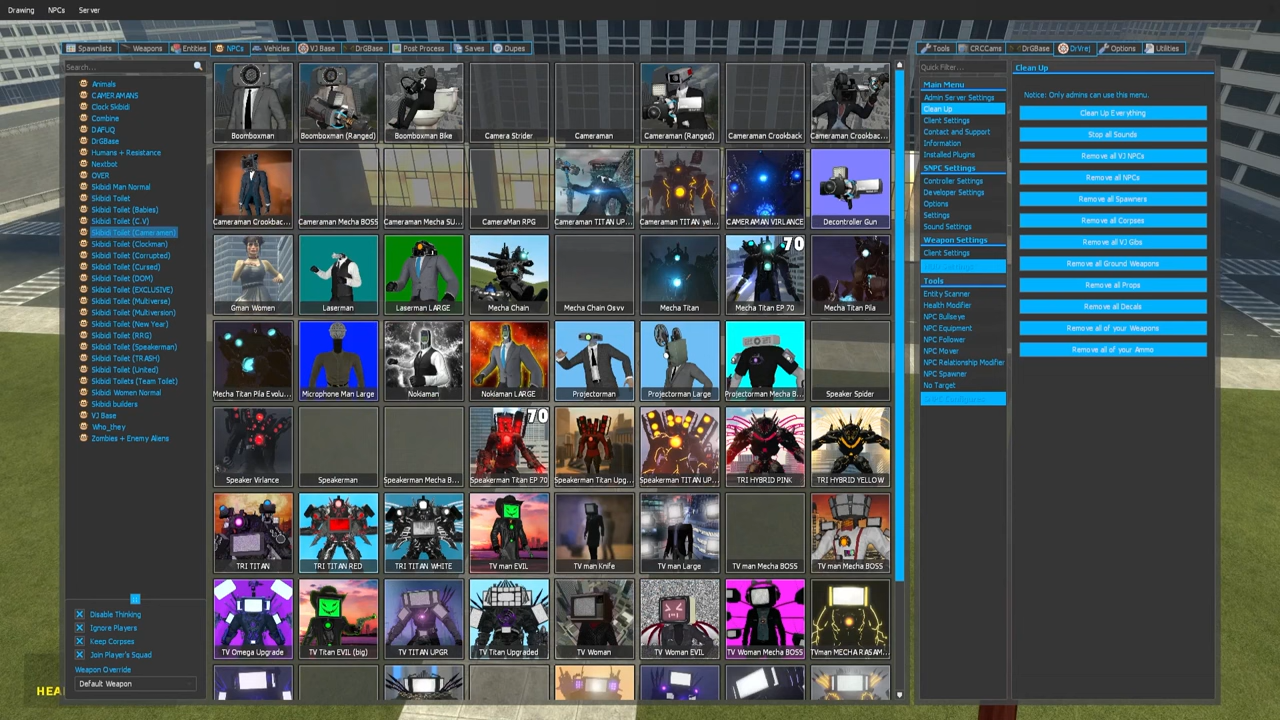 Drawing NPCs Server
Spawnlists Weapons Entities NPCs Vehicles VJ Base DrGBase Post Process Saves Dupes
Tools CRCCams DrGBase DrVrej Options Utilities
Search...
Animals
CAMERAMANS
Clock Skibidi
Combine
DAFUQ
DrGBase
Humans + Resistance
Nextbot
OVER
Skibidi Man Normal
Skibidi Toilet
Skibidi Toilet (Babies)
Skibidi Toilet (C.V)
Skibidi Toilet (Cameramen)
Skibidi Toilet (Clockman)
Skibidi Toilet (Corrupted)
Skibidi Toilet (Cursed)
Skibidi Toilet (DOM)
Skibidi Toilet (EXCLUSIVE)
Skibidi Toilet (Multiverse)
Skibidi Toilet (Multiversion)
Skibidi Toilet (New Year)
Skibidi Toilet (RRG)
Skibidi Toilet (Speakerman)
Skibidi Toilet (TRASH)
Skibidi Toilet (United)
Skibidi Toilets (Team Toilet)
Skibidi Women Normal
Skibidi builders
VJ Base
Who_they
Zombies + Enemy Aliens
Disable Thinking
Ignore Players
Keep Corpses
Join Player's Squad
Weapon Override
Default Weapon
HEA
Boomboxman Boomboxman (Ranged) Boomboxman Bike Camera Strider Cameraman Cameraman (Ranged) Cameraman Crookback Cameraman Crookbac...
Cameraman Crookbac... Cameraman Mecha BOSS Cameraman Mecha SU... CameraMan RPG Cameraman TITAN UP... Cameraman TITAN yel... CAMERAMAN VIRLANCE Decontroller Gun
70
Gman Women Laserman Laserman LARGE Mecha Chain Mecha Chain Osvv Mecha Titan Mecha Titan EP 70 Mecha Titan Pila
Mecha Titan Pila Evolu... Microphone Man Large Nokiaman Nokiaman LARGE Projectorman Projectorman Large Projectorman Mecha B... Speaker Spider
70
Speaker Virlance Speakerman Speakerman Mecha B... Speakerman Titan EP 70 Speakerman Titan Upg... Speakerman TITAN UP... TRI HYBRID PINK TRI HYBRID YELLOW
TRI TITAN TRI TITAN RED TRI TITAN WHITE TV man EVIL TV man Knife TV man Large TV man Mecha BOSS TV man Mecha BOSS
TV Omega Upgrade TV Titan EVIL (big) TV TITAN UPGR TV Titan Upgraded TV Woman TV Woman EVIL TV Woman Mecha BOSS TVman MECHA RASAM...
Quick Filter...
Main Menu
Admin Server Settings
Clean Up
Client Settings
Contact and Support
Information
Installed Plugins
SNPC Settings
Controller Settings
Developer Settings
Options
Settings
Sound Settings
Weapon Settings
Client Settings
Tools
Entity Scanner
Health Modifier
NPC Bullseye
NPC Equipment
NPC Follower
NPC Mover
NPC Relationship Modifier
NPC Spawner
No Target
Clean Up
Notice: Only admins can use this menu.
Clean Up Everything
Stop all Sounds
Remove all VJ NPCs
Remove all NPCs
Remove all Spawners
Remove all Corpses
Remove all VJ Gibs
Remove all Ground Weapons
Remove all Props
Remove all Decals
Remove all of your Weapons
Remove all of your Ammo